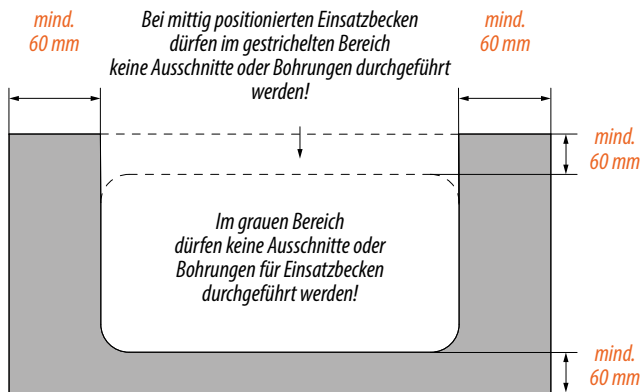 mind.
60 mm
Bei mittig positionierten Einsatzbecken
dürfen im gestrichelten Bereich
keine Ausschnitte oder Bohrungen durchgeführt
werden!
mind.
60 mm
mind.
60 mm
Im grauen Bereich
dürfen keine Ausschnitte oder
Bohrungen für Einsatzbecken
durchgeführt werden!
mind.
60 mm